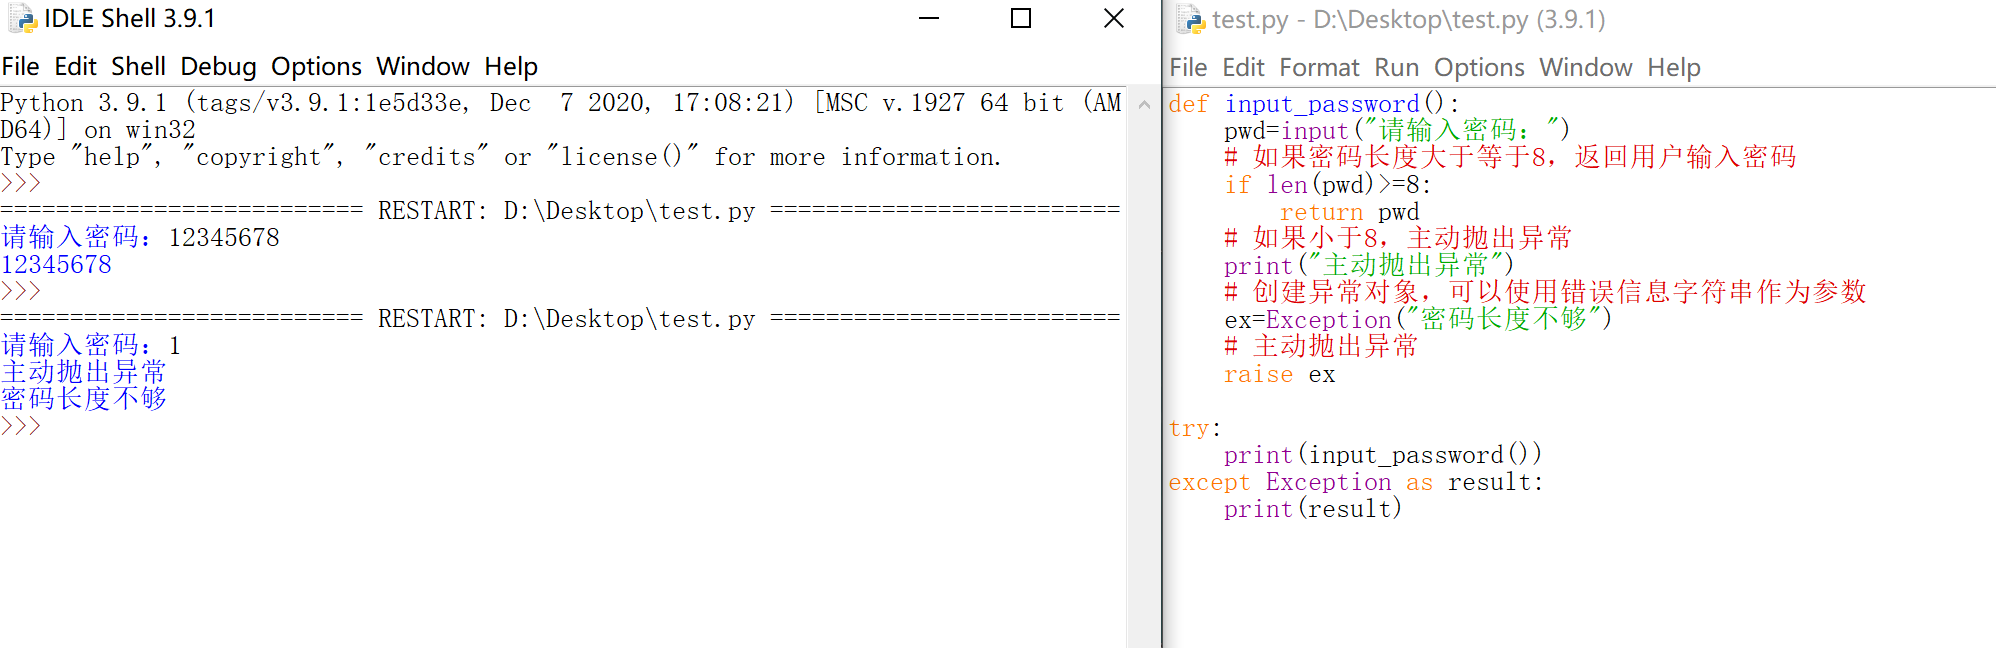 IDLE Shell 3.9.1
File Edit Shell Debug Options Window Help
Python 3.9.1 (tags/v3.9.1:1e5d33e, Dec  7 2020, 17:08:21) [MSC v.1927 64 bit (AM
D64)] on win32
Type "help", "copyright", "credits" or "license()" for more information.
>>>
========================== RESTART: D:\Desktop\test.py =========================
请输入密码：12345678
12345678
>>>
========================== RESTART: D:\Desktop\test.py =========================
请输入密码：1
主动抛出异常
密码长度不够
>>>
test.py - D:\Desktop\test.py (3.9.1)
File Edit Format Run Options Window Help
def input_password():
    pwd=input("请输入密码：")
    # 如果密码长度大于等于8，返回用户输入密码
    if len(pwd)>=8:
        return pwd
    # 如果小于8，主动抛出异常
    print("主动抛出异常")
    # 创建异常对象，可以使用错误信息字符串作为参数
    ex=Exception("密码长度不够")
    # 主动抛出异常
    raise ex
try:
    print(input_password())
except Exception as result:
    print(result)